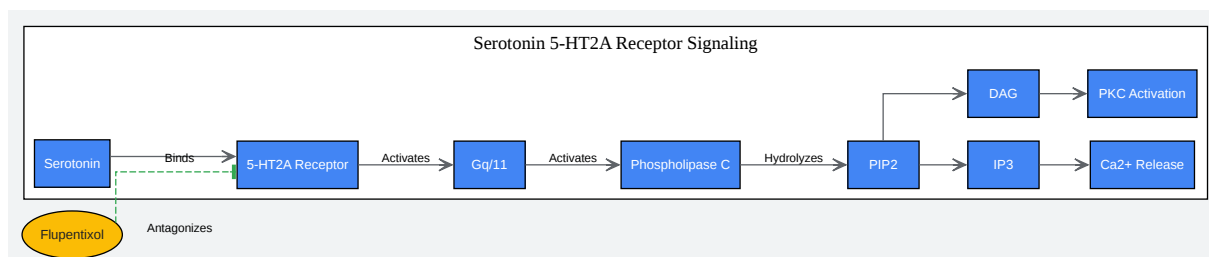 Serotonin 5-HT2A Receptor Signaling
DAG
PKC Activation
Serotonin
Binds
5-HT2A Receptor
Activates
Gq/11
Activates
Phospholipase C
Hydrolyzes
PIP2
IP3
Ca2+ Release
Flupentixol
Antagonizes